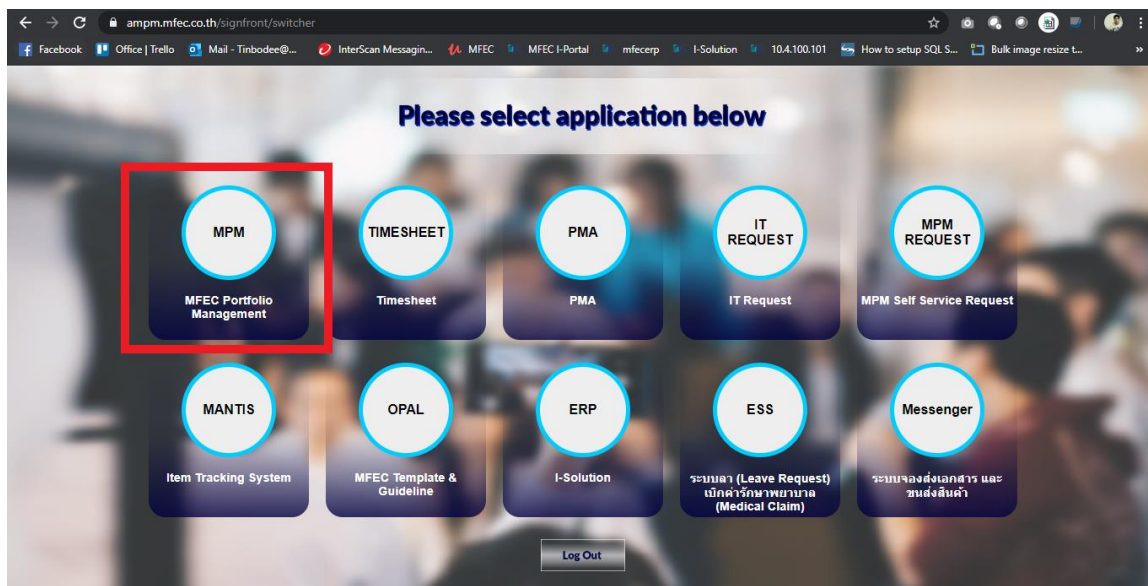 ampm.mfec.co.th/signfront/switcher
Facebook Office | Trello Mail - Tinbodee@... InterScan Messagin... MFEC MFEC I-Portal mfecerp I-Solution 10.4.100.101 How to setup SQL S... Bulk image resize t... »
Please select application below
MPM TIMESHEET PMA IT REQUEST MPM REQUEST
MFEC Portfolio Management
Timesheet
PMA
IT Request
MPM Self Service Request
MANTIS OPAL ERP ESS Messenger
Item Tracking System
MFEC Template &
Guideline
I-Solution
ระบบลา (Leave Request)
เบิกค่ารักษาพยาบาล
(Medical Claim)
ระบบจองส่งเอกสาร และ
ขนส่งสินค้า
Log Out